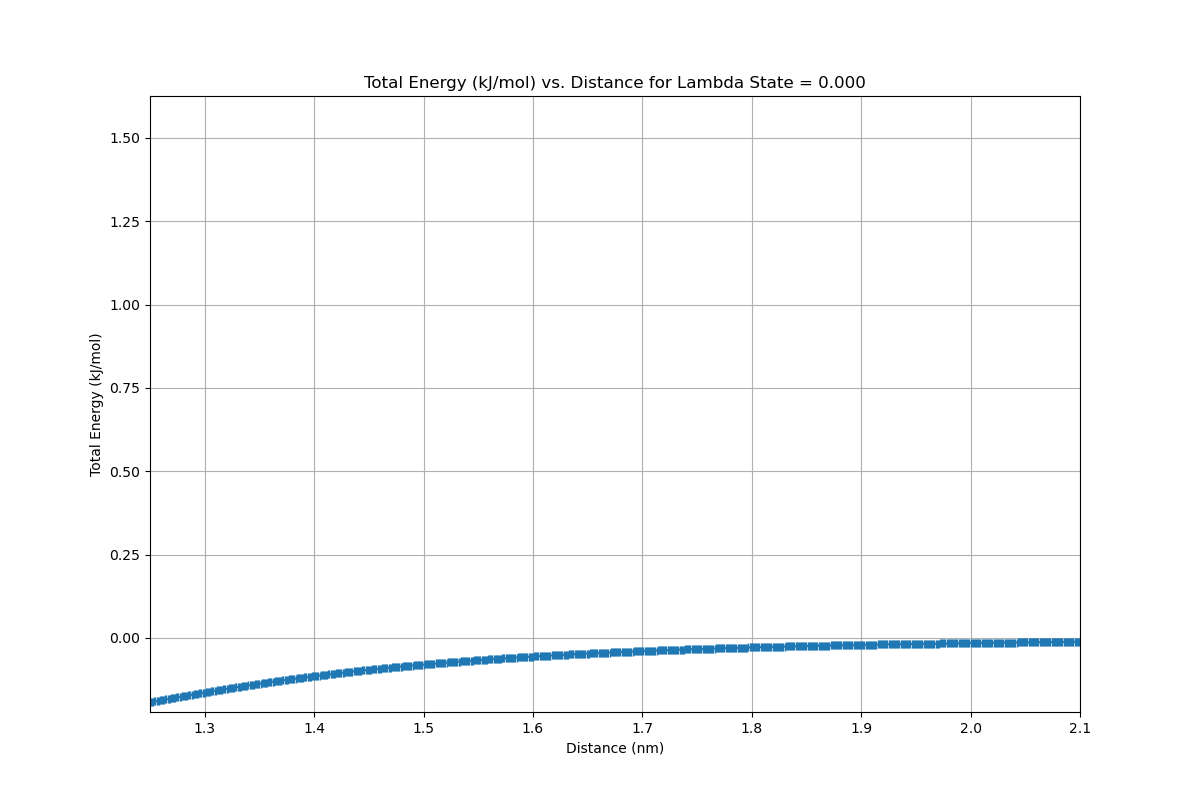 Total Energy (kJ/mol) vs. Distance for Lambda State = 0.000
1.50
1.25
1.00
0.75
0.50
0.25
0.00
Total Energy (kJ/mol)
1.3 1.4 1.5 1.6 1.7 1.8 1.9 2.0 2.1
Distance (nm)